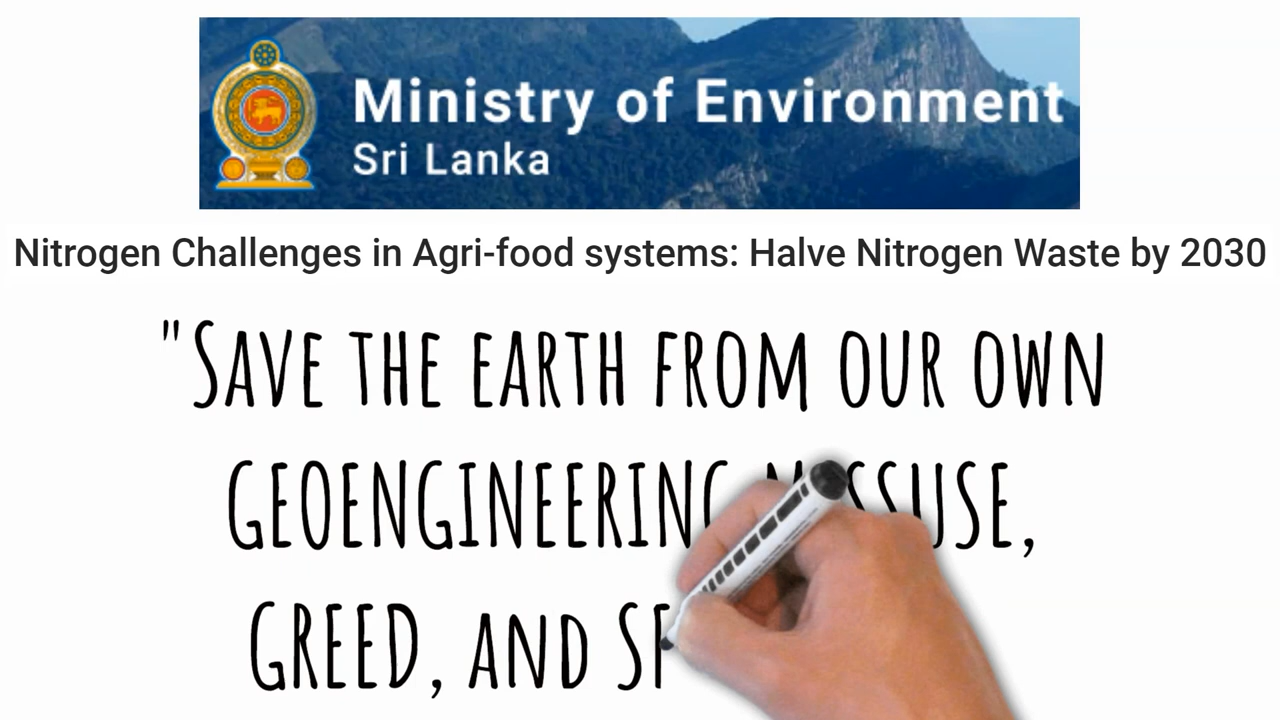 Ministry of Environment
Sri Lanka
Nitrogen Challenges in Agri-food systems: Halve Nitrogen Waste by 2030
"SAVE THE EARTH FROM OUR OWN
GEOENGINEERING
GREED, AND